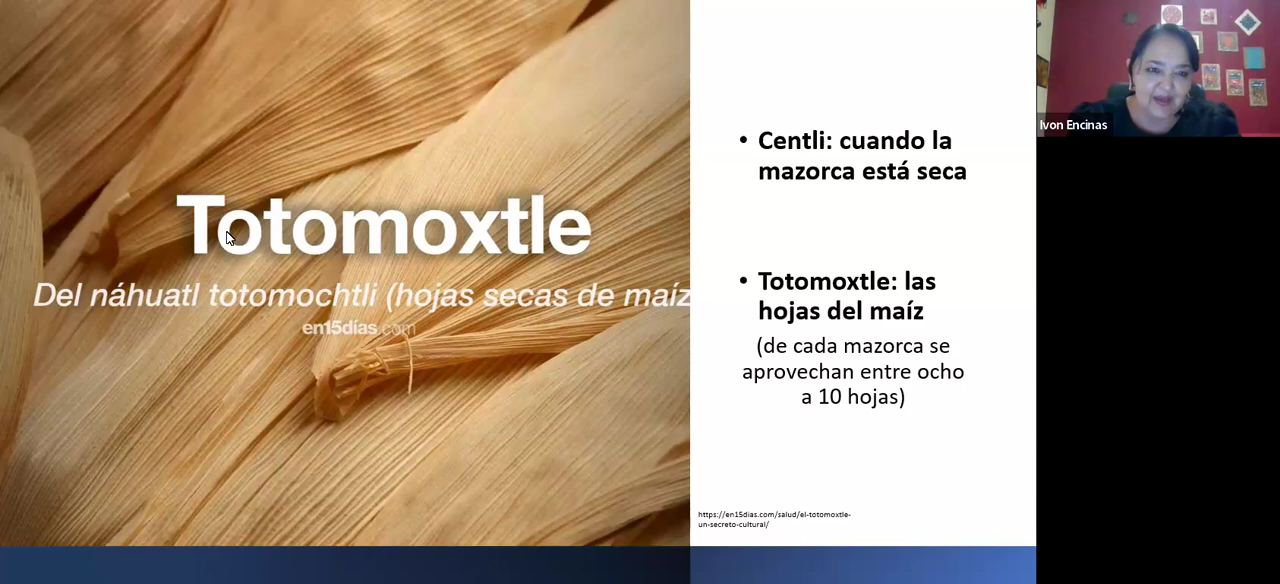 Totomoxtle
Del náhuatl totomochtli (hojas secas de maíz
en15días.com
• Centli: cuando la
mazorca está seca
• Totomoxtle: las
hojas del maíz
(de cada mazorca se
aprovechan entre ocho
a 10 hojas)
https://en15dias.com/salud/el-totomoxtle-
un-secreto-cultural/
Ivon Encinas